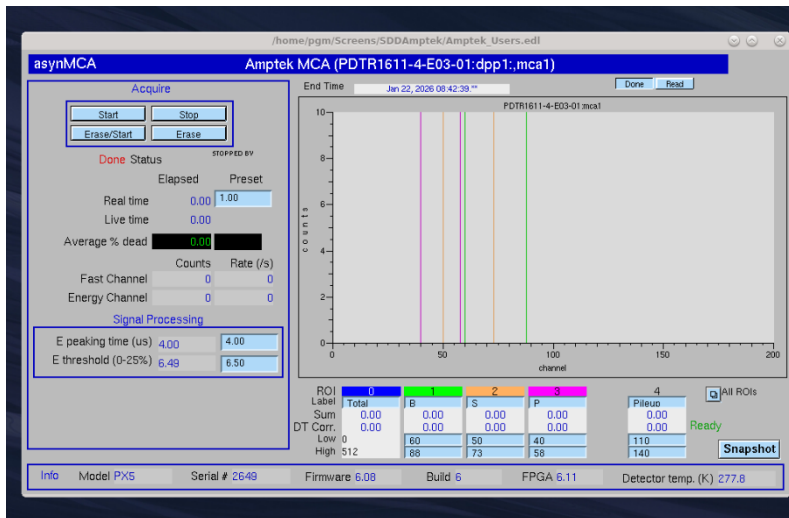 /home/pgm/Screens/SDDAmptek/Amptek_Users.edl
asynMCA
Amptek MCA (PDTR1611-4-E03-01:dpp1:,mca1)
Acquire
Start Stop
Erase/Start Erase
Done Status STOPPED BY
Elapsed Preset
Real time 0.00 1.00
Live time 0.00
Average % dead 0.00
Counts Rate (/s)
Fast Channel 0 0
Energy Channel 0 0
Signal Processing
E peaking time (us) 4.00 4.00
E threshold (0-25%) 6.49 6.50
End Time Jan 22, 2026 08:42:39.** Done Read
PDTR1611-4-E03-01:mca1
counts
10
8
6
4
2
0
0 50 100 150 200
channel
ROI 0 1 2 3 4 All ROIs
Label Total B S P Pileup
Sum 0.00 0.00 0.00 0.00 0.00
DT Corr. 0.00 0.00 0.00 0.00 0.00 Ready
Low 0 60 50 40 110
High 512 88 73 58 140 Snapshot
Info Model PX5 Serial # 2649 Firmware 6.08 Build 6 FPGA 6.11 Detector temp. (K) 277.8